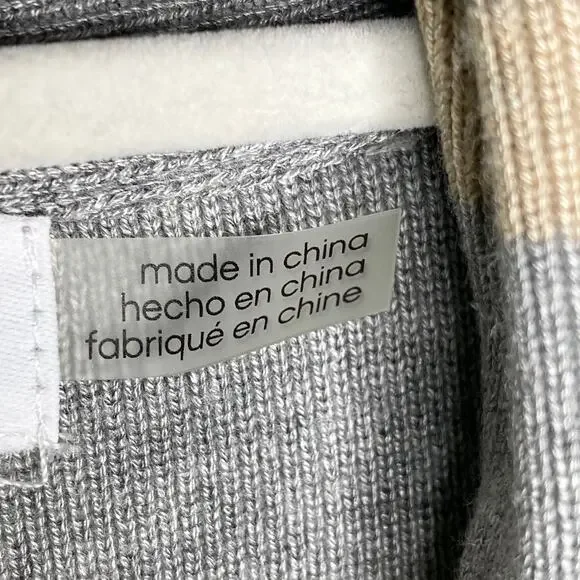 made in china
hecho en china
fabriqué en chine